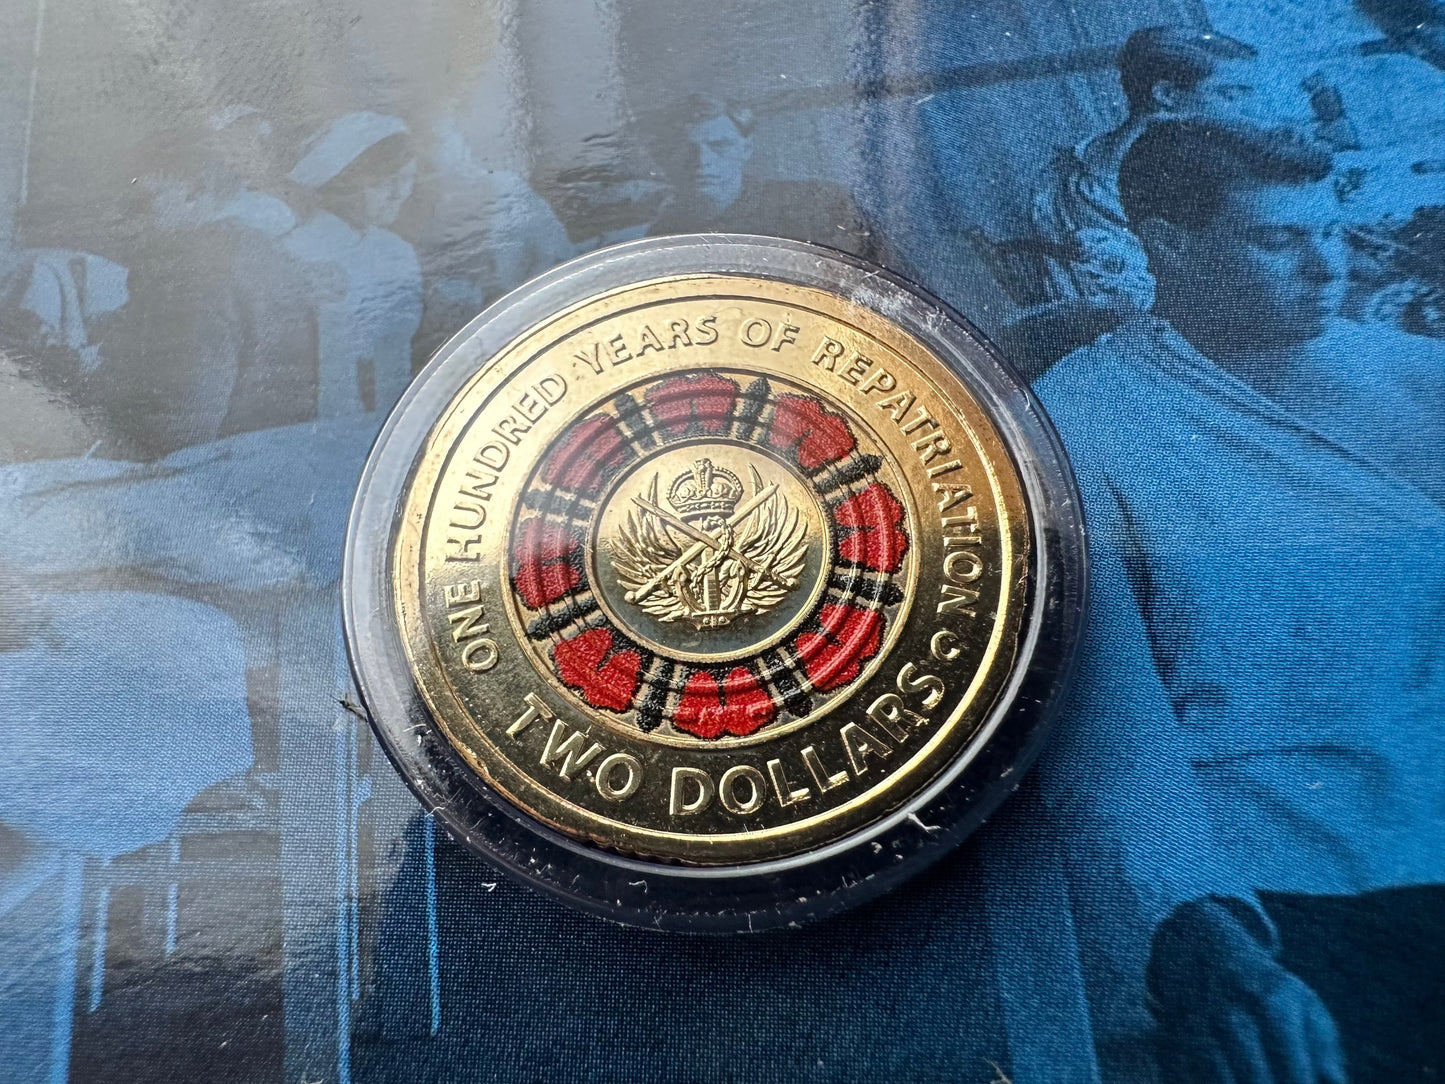 ONE HUNDRED YEARS OF REPATRIATION
C
TWO DOLLARS